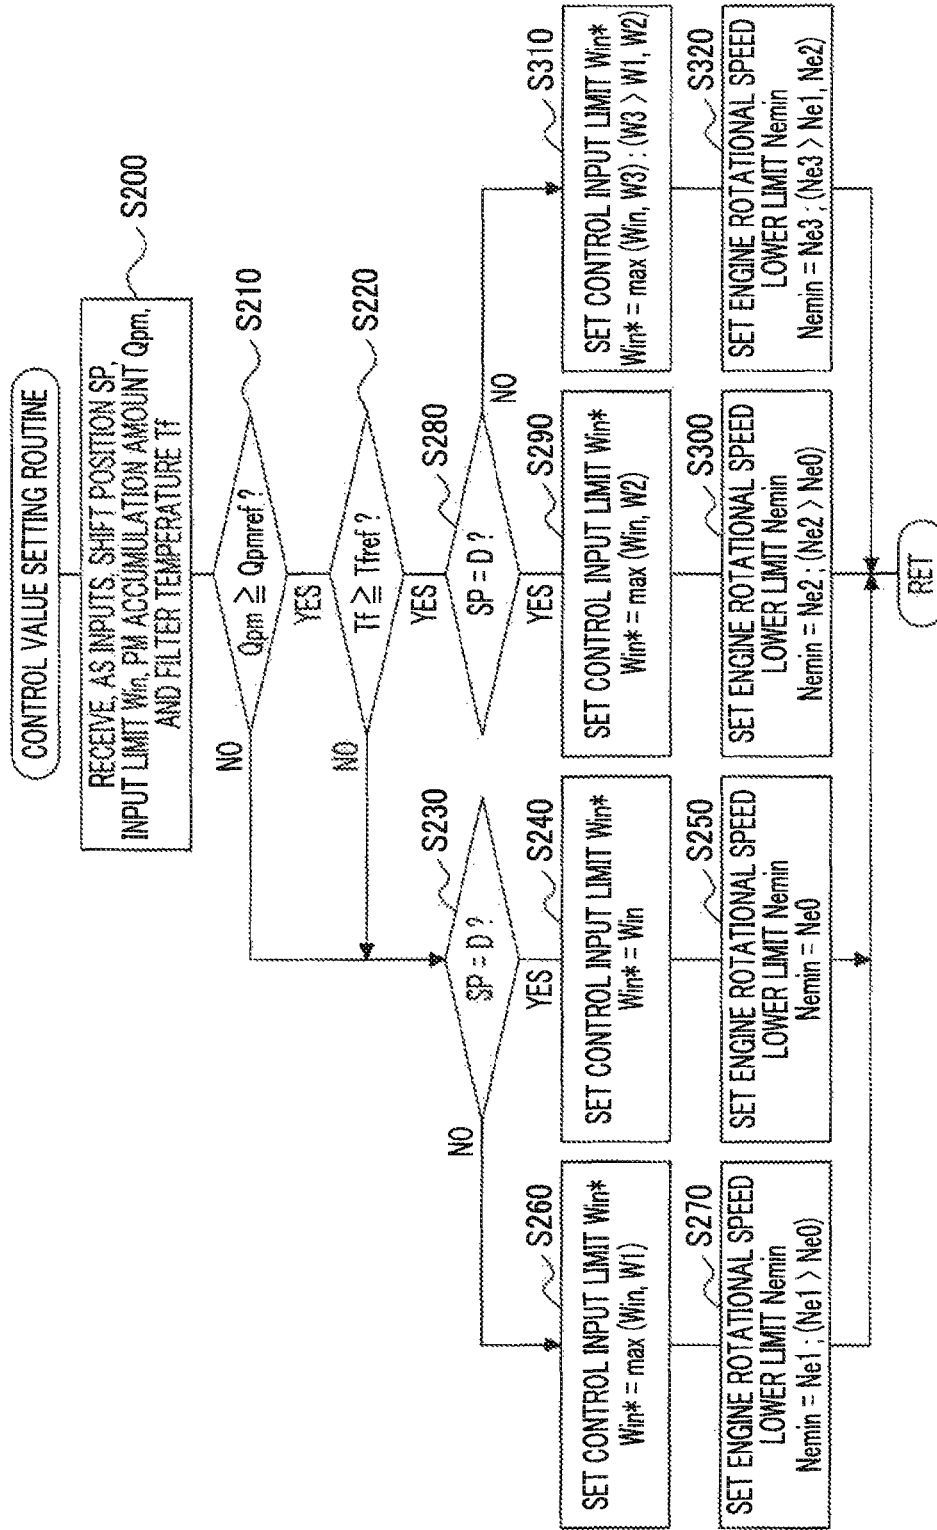 CONTROL VALUE SETTING ROUTINE
RECEIVE, AS INPUTS, SHIFT POSITION SP,
INPUT LIMIT Win, PM ACCUMULATION AMOUNT Qpm,
AND FILTER TEMPERATURE Tf
S200
Qpm ≧ Qpmref ?
S210
NO
YES
Tf ≧ Tfref ?
S220
NO
YES
SP = D ?
S230
NO
YES
SP = D ?
S280
YES
NO
S260
SET CONTROL INPUT LIMIT Win*
Win* = max (Win, W1)
S240
SET CONTROL INPUT LIMIT Win*
Win* = Win
S290
SET CONTROL INPUT LIMIT Win*
Win* = max (Win, W2)
S310
SET CONTROL INPUT LIMIT Win*
Win* = max (Win, W3) ; (W3 > W1, W2)
S270
SET ENGINE ROTATIONAL SPEED
LOWER LIMIT Nemin
Nemin = Ne1 ; (Ne1 > Ne0)
S250
SET ENGINE ROTATIONAL SPEED
LOWER LIMIT Nemin
Nemin = Ne0
S300
SET ENGINE ROTATIONAL SPEED
LOWER LIMIT Nemin
Nemin = Ne2 ; (Ne2 > Ne0)
S320
SET ENGINE ROTATIONAL SPEED
LOWER LIMIT Nemin
Nemin = Ne3 ; (Ne3 > Ne1, Ne2)
RET